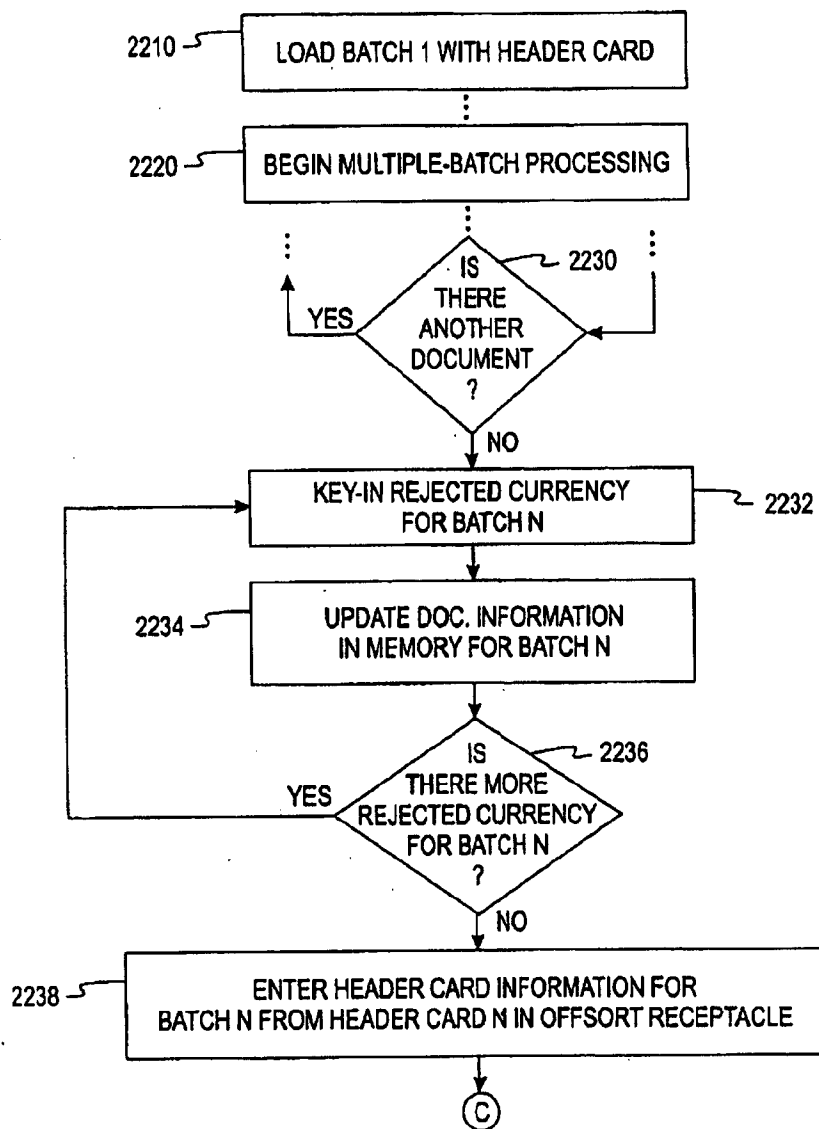 2210
LOAD BATCH 1 WITH HEADER CARD
2220
BEGIN MULTIPLE-BATCH PROCESSING
2230
IS
THERE
ANOTHER
DOCUMENT
?
YES
NO
KEY-IN REJECTED CURRENCY
FOR BATCH N
2232
2234
UPDATE DOC. INFORMATION
IN MEMORY FOR BATCH N
2236
IS
THERE MORE
REJECTED CURRENCY
FOR BATCH N
?
YES
NO
2238
ENTER HEADER CARD INFORMATION FOR
BATCH N FROM HEADER CARD N IN OFFSORT RECEPTACLE
C